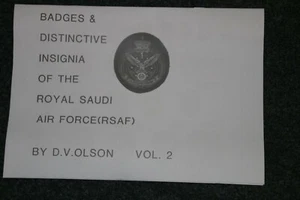 BADGES &
DISTINCTIVE
INSIGNIA
OF THE
ROYAL SAUDI
AIR FORCE(RSAF)
BY D.V.OLSON VOL. 2